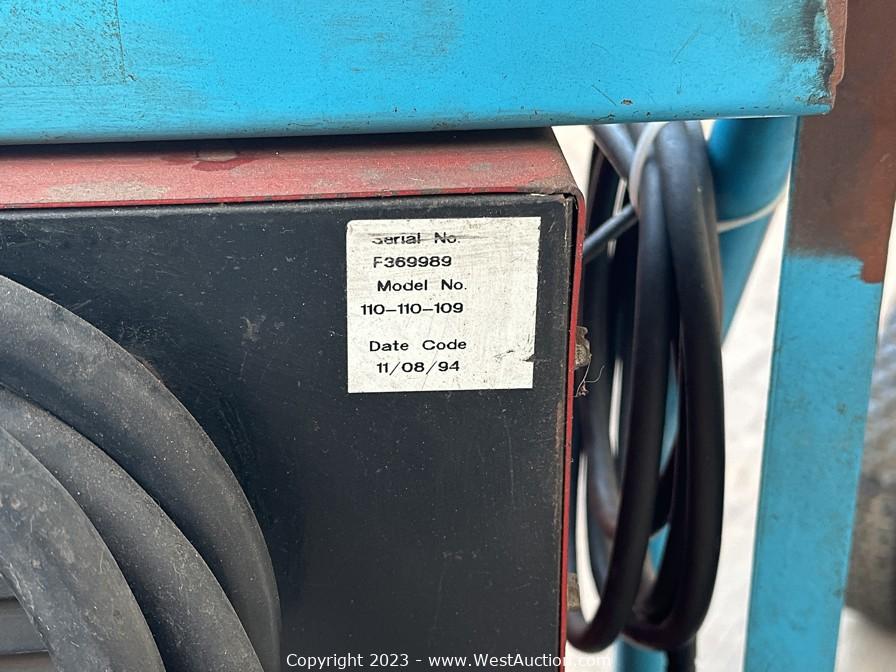 Serial No.
F369989
Model No.
110-110-109
Date Code
11/08/94
Copyright 2023 - www.WestAuction.com